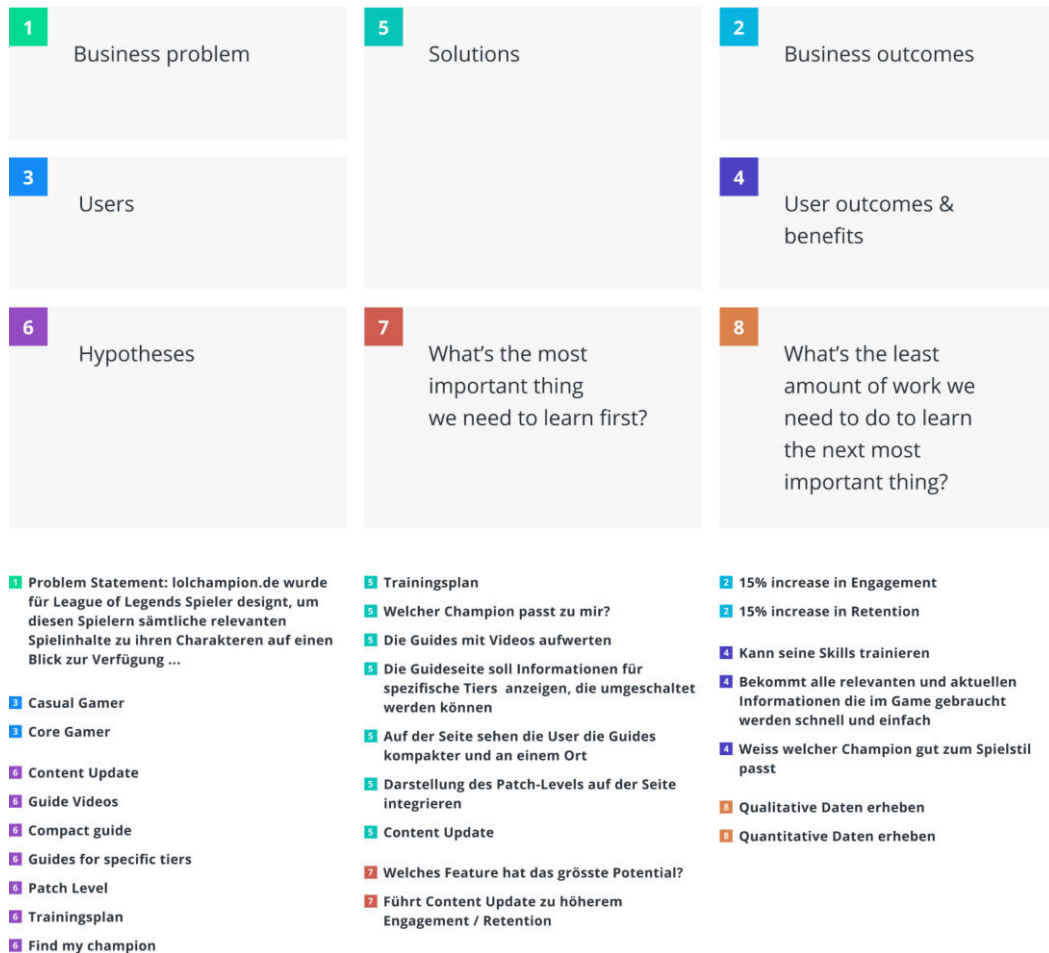 1
Business problem
5
Solutions
2
Business outcomes
3
Users
4
User outcomes &
benefits
6
Hypotheses
7
What's the most
important thing
we need to learn first?
8
What's the least
amount of work we
need to do to learn
the next most
important thing?
1 Problem Statement: lolchampion.de wurde
für League of Legends Spieler designt, um
diesen Spielern sämtliche relevanten
Spielinhalte zu ihren Charakteren auf einen
Blick zur Verfügung ...
3 Casual Gamer
3 Core Gamer
6 Content Update
6 Guide Videos
6 Compact guide
6 Guides for specific tiers
6 Patch Level
6 Trainingsplan
6 Find my champion
5 Trainingsplan
5 Welcher Champion passt zu mir?
5 Die Guides mit Videos aufwerten
5 Die Guideseite soll Informationen für
spezifische Tiers anzeigen, die umgeschaltet
werden können
5 Auf der Seite sehen die User die Guides
kompakter und an einem Ort
5 Darstellung des Patch-Levels auf der Seite
integrieren
5 Content Update
7 Welches Feature hat das grösste Potential?
7 Führt Content Update zu höherem
Engagement / Retention
2 15% increase in Engagement
2 15% increase in Retention
4 Kann seine Skills trainieren
4 Bekommt alle relevanten und aktuellen
Informationen die im Game gebraucht
werden schnell und einfach
4 Weiss welcher Champion gut zum Spielstil
passt
8 Qualitative Daten erheben
8 Quantitative Daten erheben